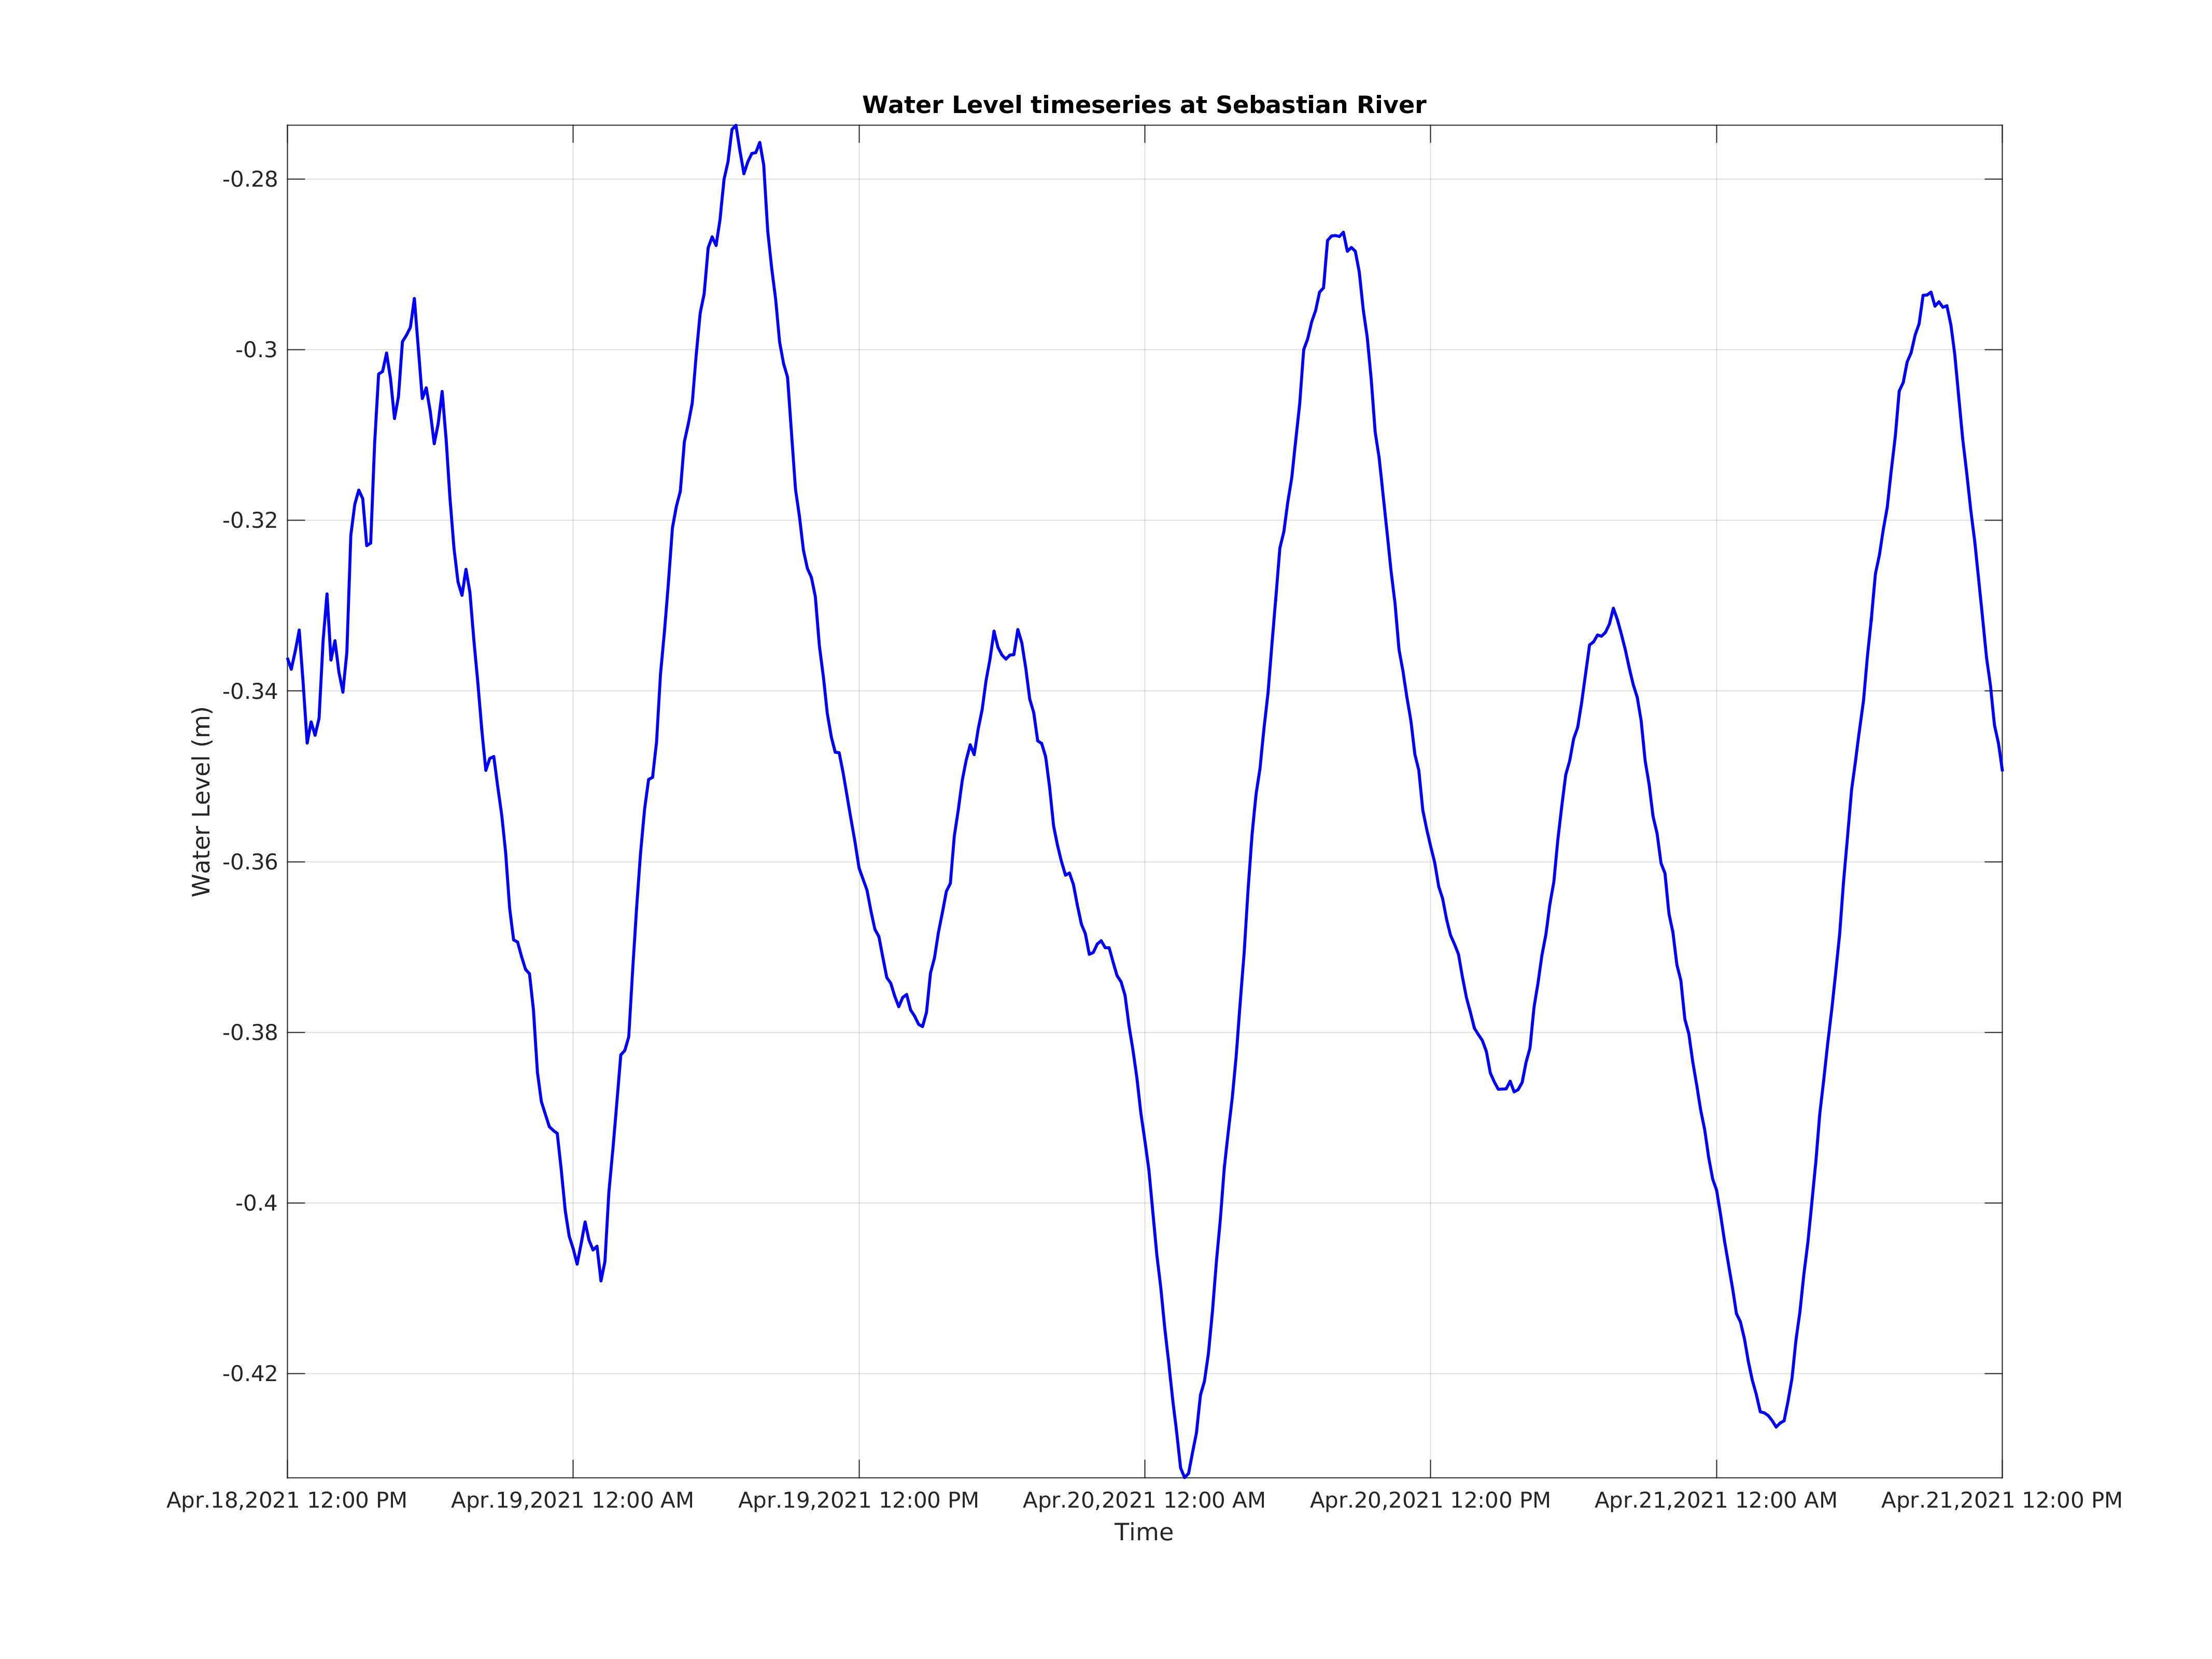 Water Level timeseries at Sebastian River
-0.28
-0.3
-0.32
-0.34
-0.36
-0.38
-0.4
-0.42
Water Level (m)
Apr.18,2021 12:00 PM Apr.19,2021 12:00 AM Apr.19,2021 12:00 PM Apr.20,2021 12:00 AM Apr.20,2021 12:00 PM Apr.21,2021 12:00 AM Apr.21,2021 12:00 PM
Time